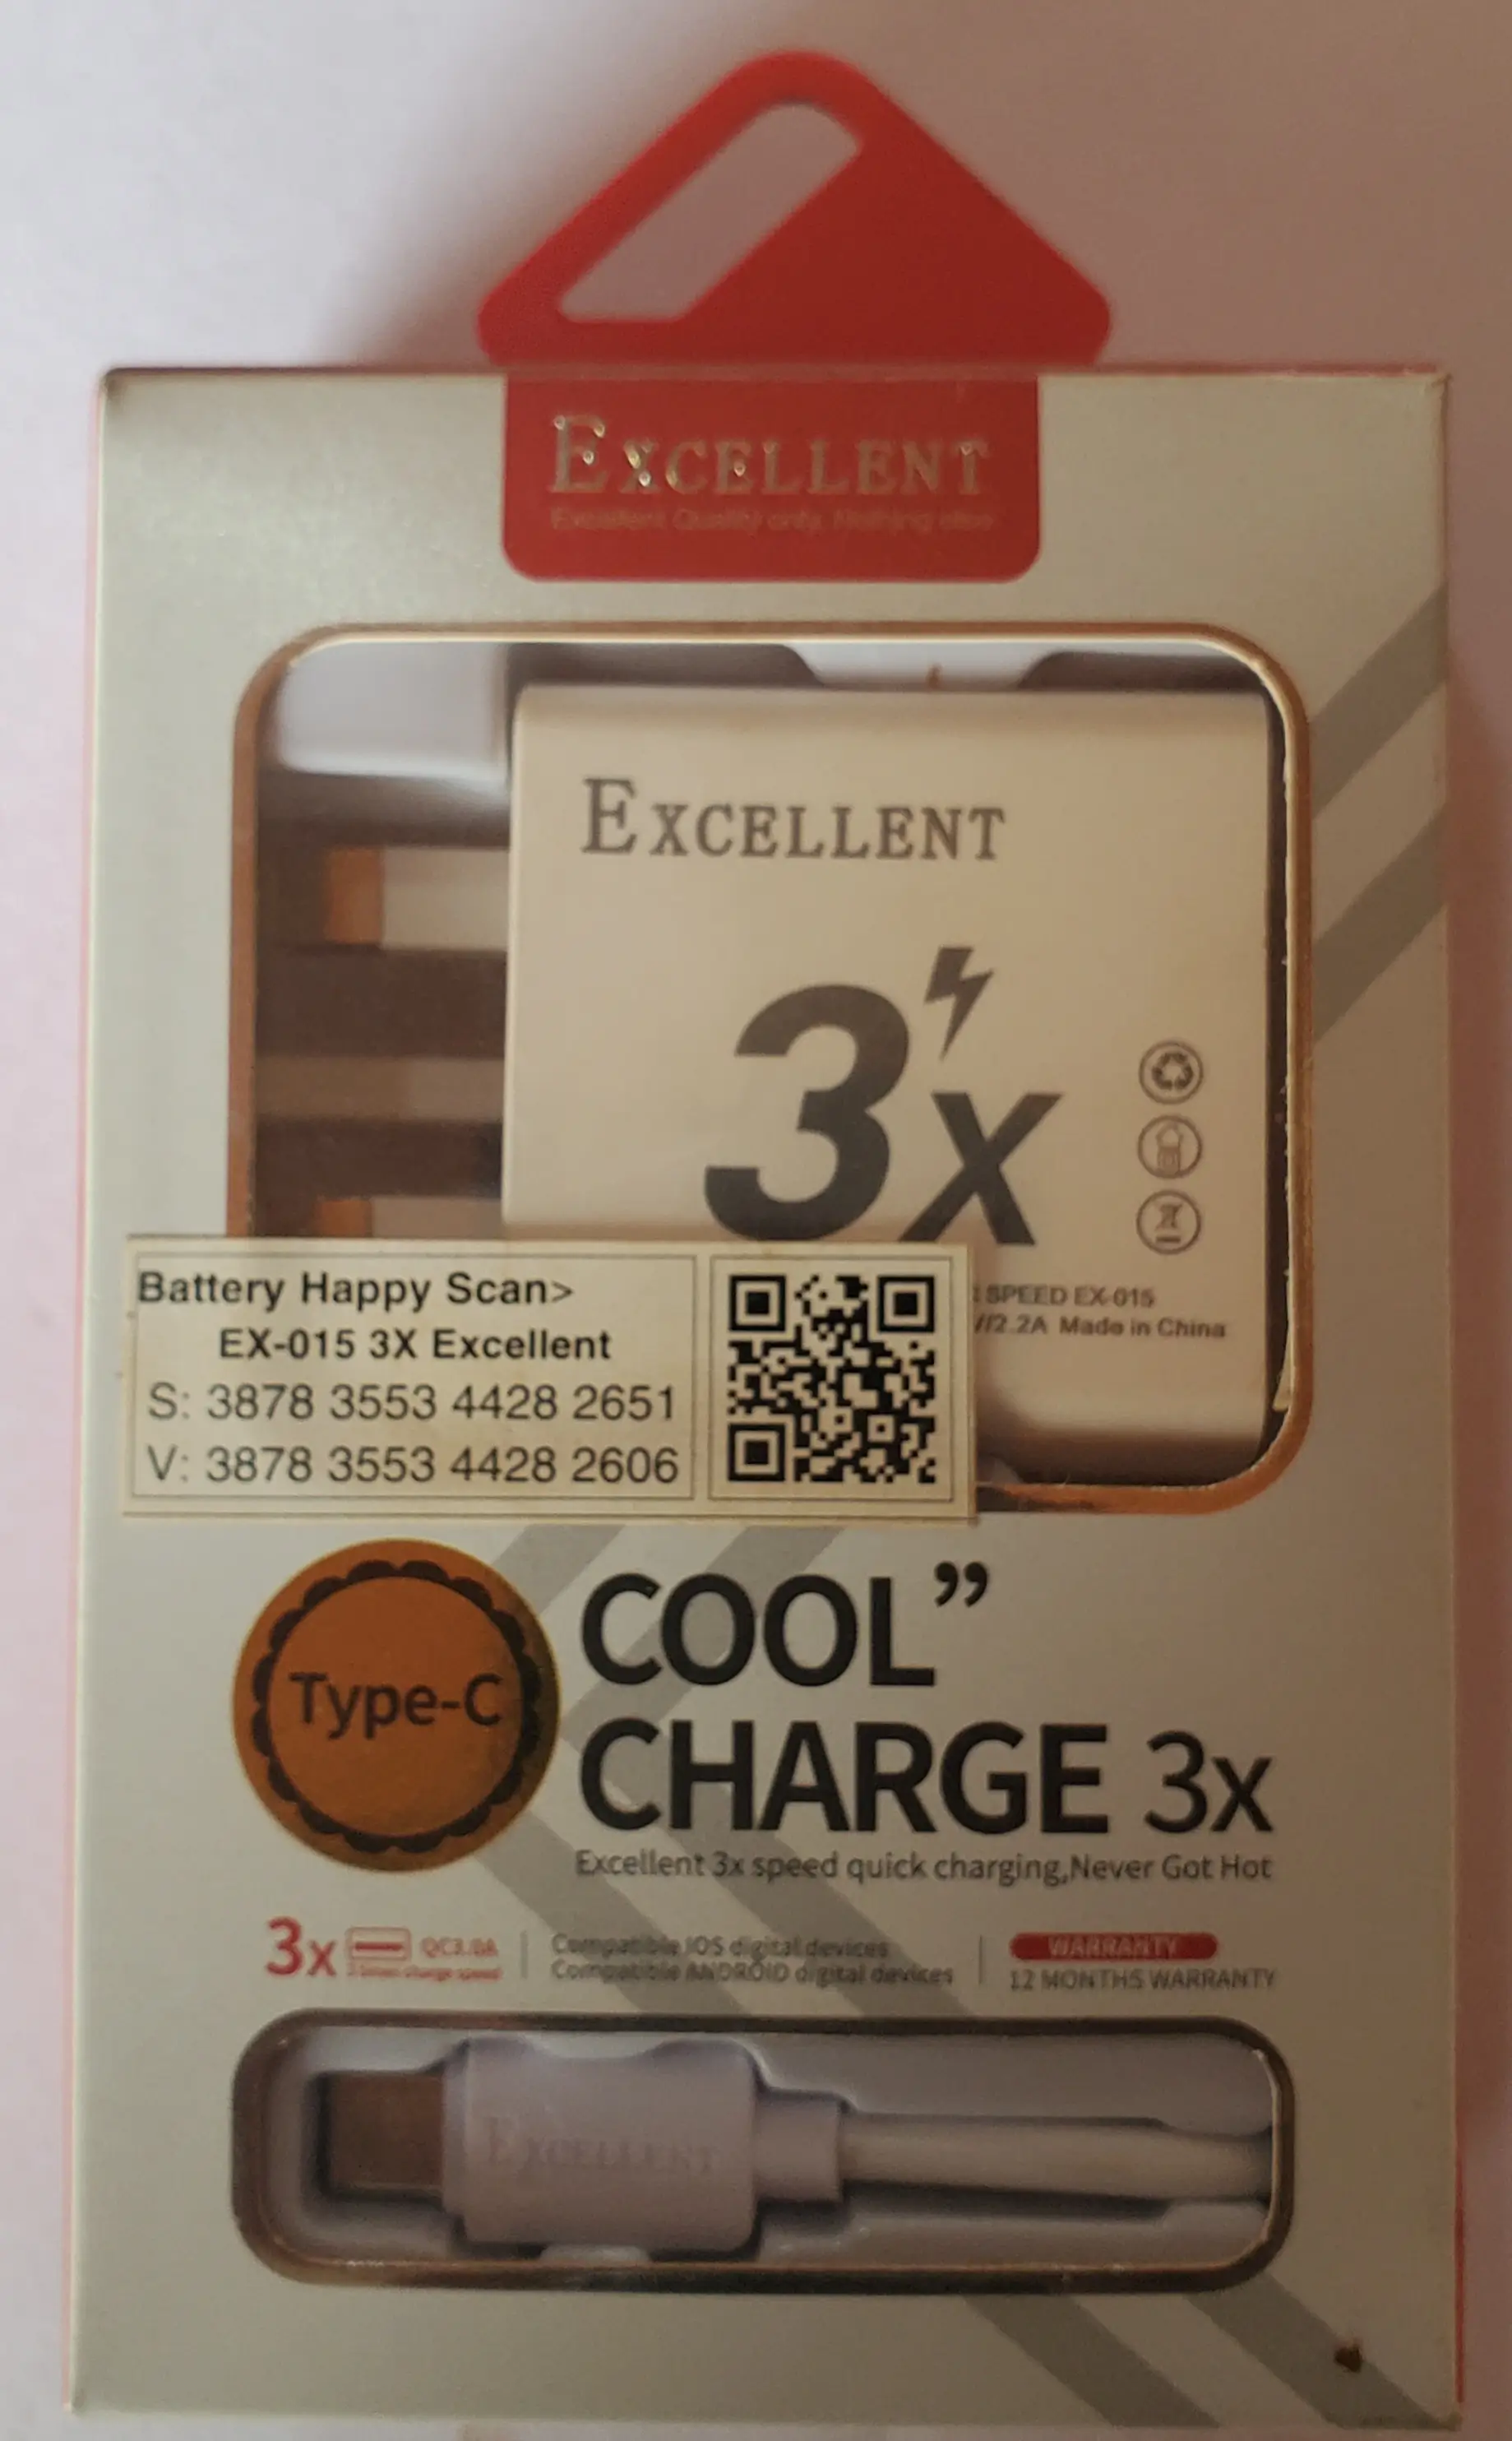 EXCELLENT
Excellent Quality only, Nothing else
EXCELLENT
3x
SPEED EX-015
V/2.2A Made in China
Battery Happy Scan>
EX-015 3X Excellent
S: 3878 3553 4428 2651
V: 3878 3553 4428 2606
Type-C
COOL”
CHARGE 3x
Excellent 3x speed quick charging,Never Got Hot
3x QC3.0A
charge speed
Compatible IOS digital devices
Compatible ANDROID digital devices
WARRANTY
12 MONTHS WARRANTY
EXCELLENT